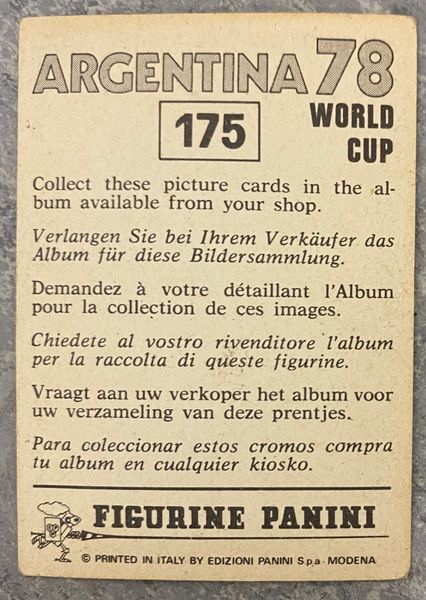 ARGENTINA 78
175
WORLD
CUP
Collect these picture cards in the al-
bum available from your shop.
Verlangen Sie bei Ihrem Verkäufer das
Album für diese Bildersammlung.
Demandez à votre détaillant l'Album
pour la collection de ces images.
Chiedete al vostro rivenditore l'album
per la raccolta di queste figurine.
Vraagt aan uw verkoper het album voor
uw verzameling van deze prentjes.
Para coleccionar estos cromos compra
tu album en cualquier kiosko.
FIGURINE PANINI
© PRINTED IN ITALY BY EDIZIONI PANINI S.p.a - MODENA